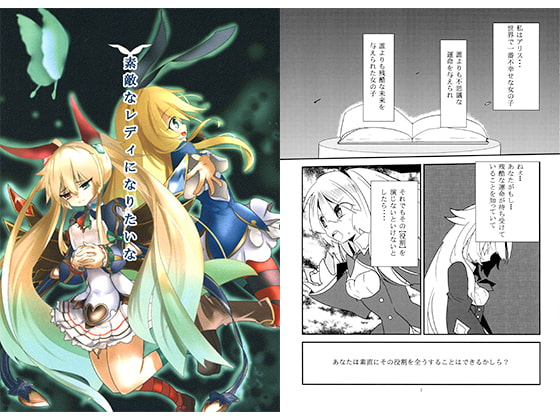 素敵なレディになりたいな
私はアリス・・・
世界で一番不幸せな女の子
誰よりも不思議な
運命を与えられ
誰よりも残酷な未来を
与えられた女の子
ねぇ!
あなたがもし!
残酷な運命が待ち受けて
いることを知っていて、
それでもその【役割】を
演じないといけないと
したら・・・・
あなたは素直にその役割を全うすることはできるかしら?